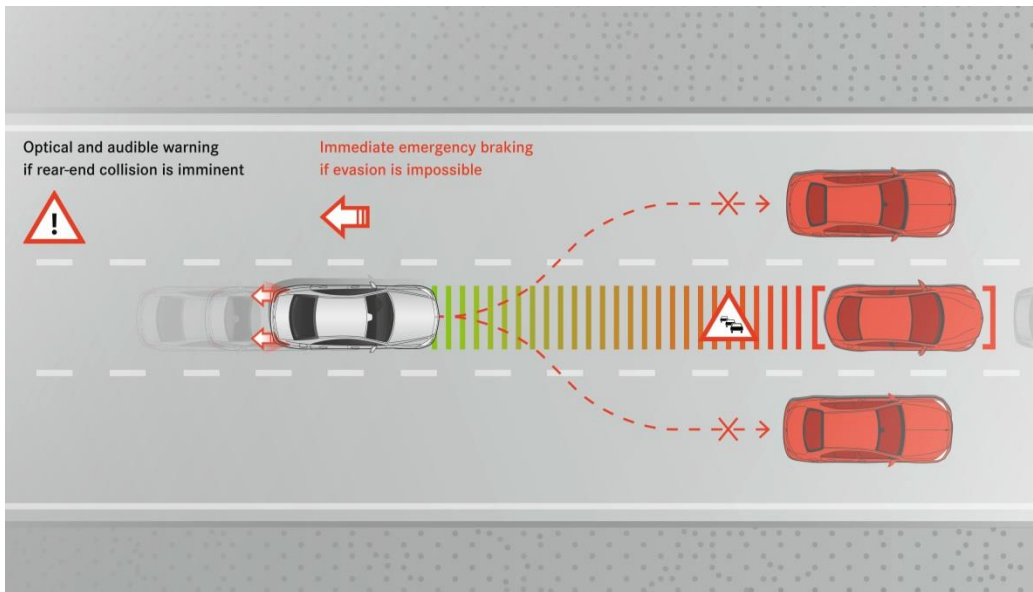 Optical and audible warning
if rear-end collision is imminent
Immediate emergency braking
if evasion is impossible
!